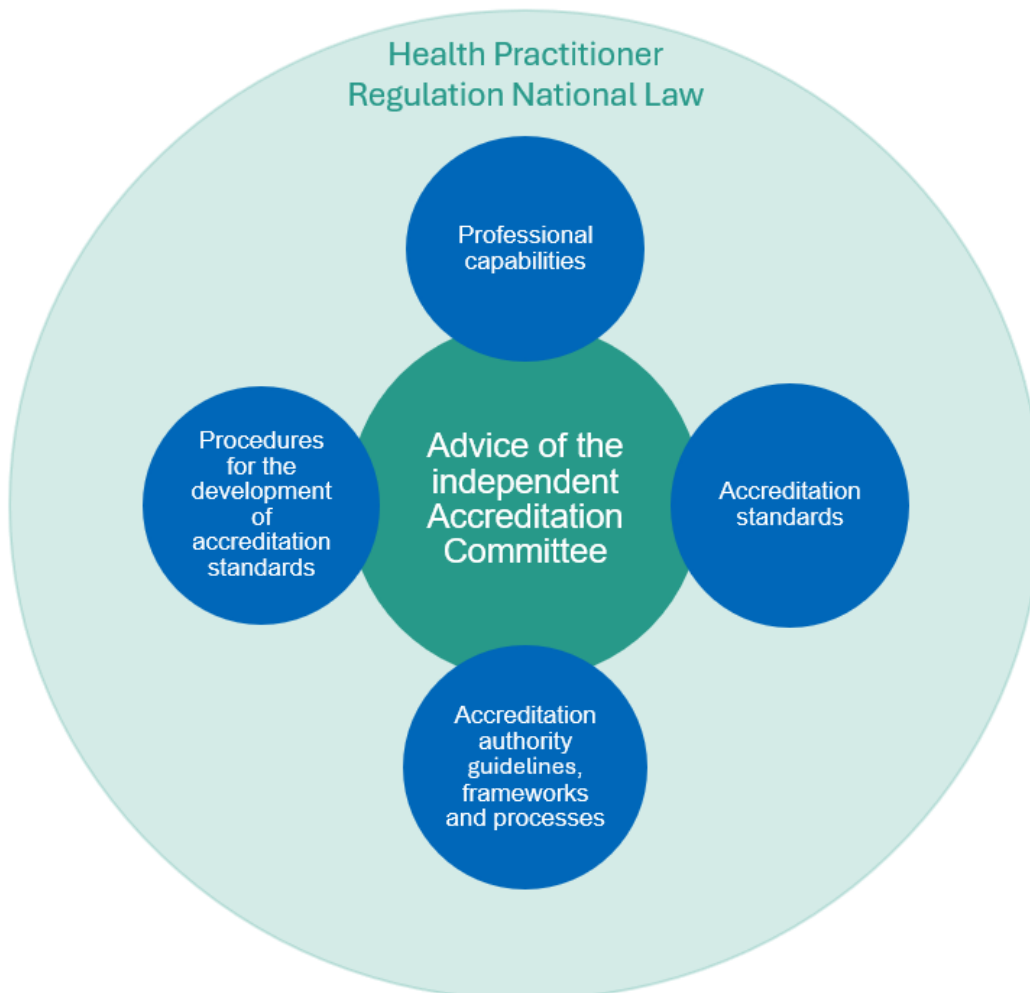 Health Practitioner
Regulation National Law
Professional
capabilities
Procedures
for the
development
of
accreditation
standards
Advice of the
independent
Accreditation
Committee
Accreditation
standards
Accreditation
authority
guidelines,
frameworks
and processes